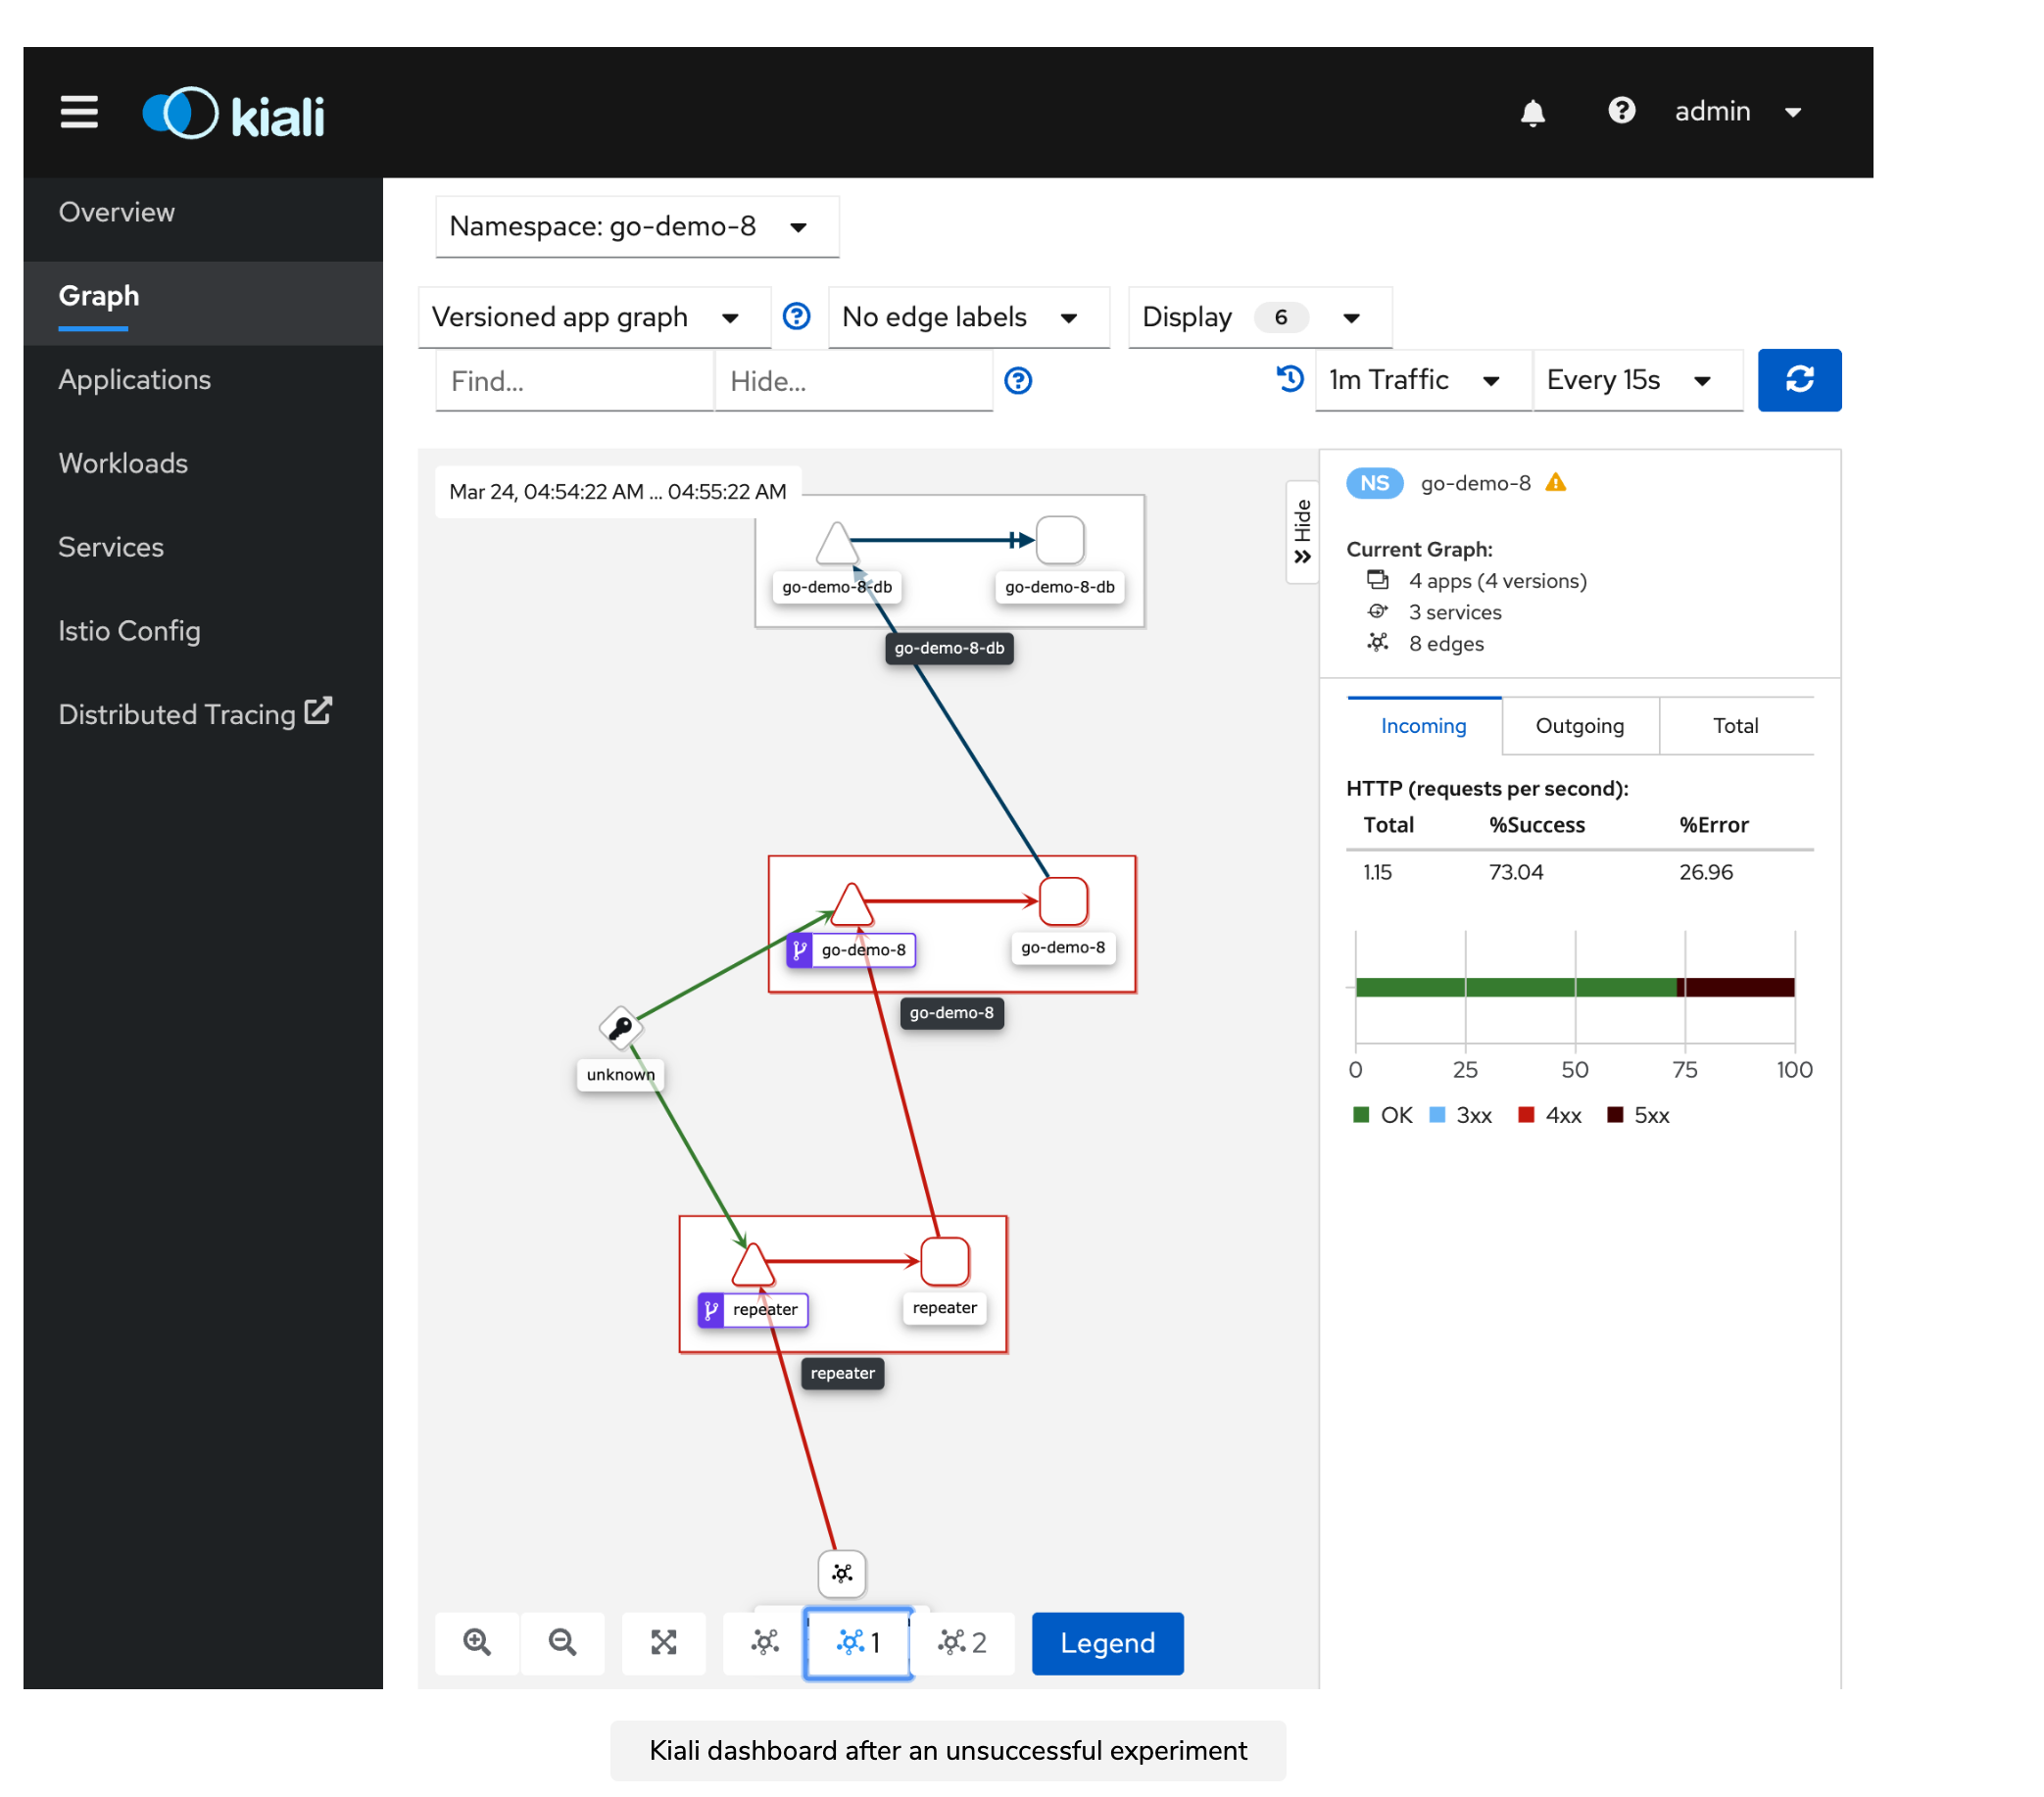 kiali
admin
Overview
Graph
Applications
Workloads
Services
Istio Config
Distributed Tracing
Namespace: go-demo-8
Versioned app graph
No edge labels
Display 6
Find...
Hide...
1m Traffic
Every 15s
Mar 24, 04:54:22 AM ... 04:55:22 AM
go-demo-8-db
go-demo-8-db
go-demo-8-db
go-demo-8
go-demo-8
go-demo-8
unknown
repeater
repeater
repeater
1
2
Legend
Hide
NS go-demo-8
Current Graph:
4 apps (4 versions)
3 services
8 edges
Incoming
Outgoing
Total
HTTP (requests per second):
Total %Success %Error
1.15 73.04 26.96
0 25 50 75 100
OK 3xx 4xx 5xx
Kiali dashboard after an unsuccessful experiment